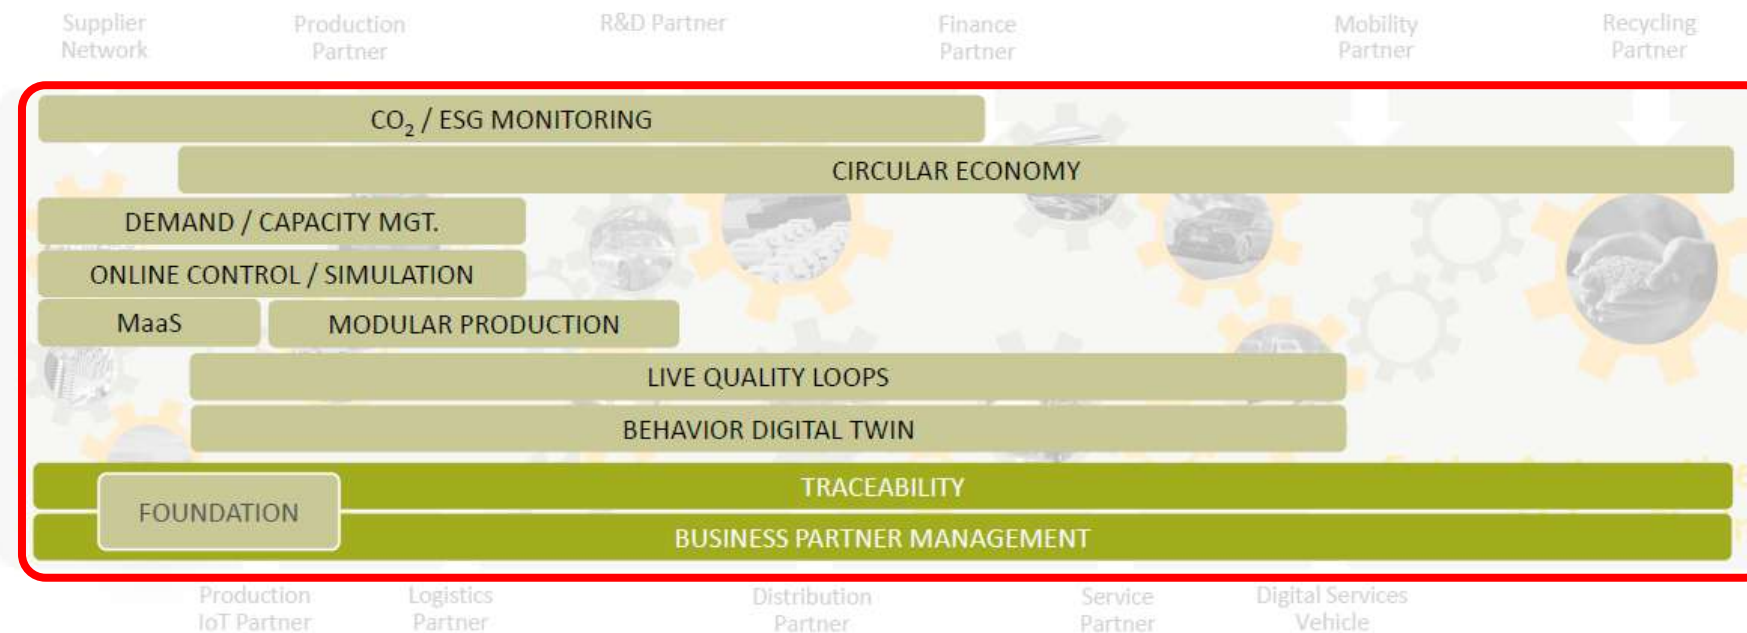 Supplier
Network
Production
Partner
R&D Partner
Finance
Partner
Mobility
Partner
Recycling
Partner
CO₂ / ESG MONITORING
CIRCULAR ECONOMY
DEMAND / CAPACITY MGT.
ONLINE CONTROL / SIMULATION
MaaS
MODULAR PRODUCTION
LIVE QUALITY LOOPS
BEHAVIOR DIGITAL TWIN
TRACEABILITY
FOUNDATION
BUSINESS PARTNER MANAGEMENT
Production
IoT Partner
Logistics
Partner
Distribution
Partner
Service
Partner
Digital Services
Vehicle